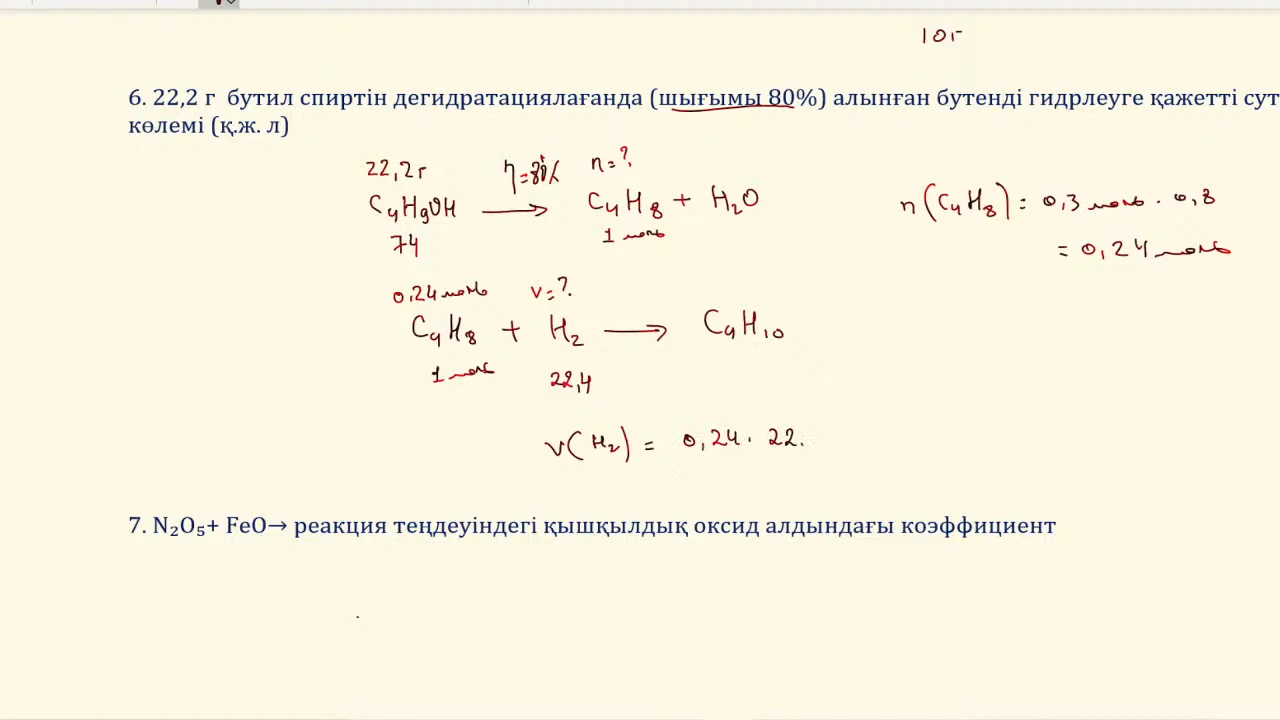 10г
6. 22,2 г бутил спиртін дегидратациялағанда (шығымы 80%) алынған бутенді гидрлеуге қажетті сут
көлемі (қ.ж. л)
22,2г η=80% n=?
C4H9OH → C4H8 + H2O n(C4H8) = 0,3 моль · 0,8
74 1 моль = 0,24 моль
0,24 моль v=?
C4H8 + H2 → C4H10
1 моль 22,4
v(H2) = 0,24 · 22.
7. N₂O₅+ FeO→ реакция теңдеуіндегі қышқылдық оксид алдындағы коэффициент